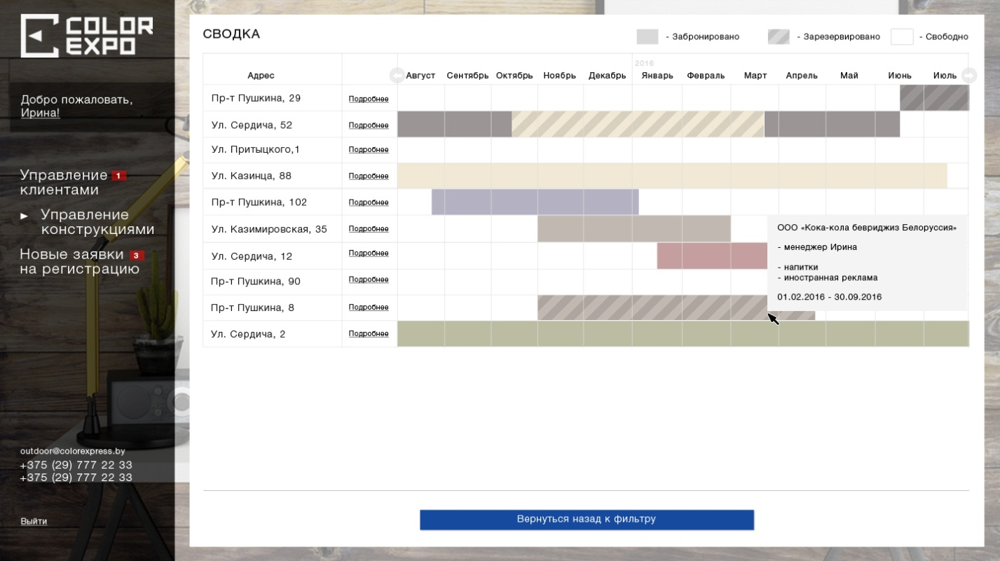 COLOR
EXPO
Добро пожаловать,
Ирина!
Управление 1
клиентами
► Управление
конструкциями
Новые заявки 3
на регистрацию
outdoor@colorexpress.by
+375 (29) 777 22 33
+375 (29) 777 22 33
Выйти
СВОДКА
- Забронировано - Зарезервировано - Свободно
2016
Адрес Август Сентябрь Октябрь Ноябрь Декабрь Январь Февраль Март Апрель Май Июнь Июль
Пр-т Пушкина, 29 Подробнее
Ул. Сердича, 52 Подробнее
Ул. Притыцкого,1 Подробнее
Ул. Казинца, 88 Подробнее
Пр-т Пушкина, 102 Подробнее
Ул. Казимировская, 35 Подробнее
Ул. Сердича, 12 Подробнее
Пр-т Пушкина, 90 Подробнее
Пр-т Пушкина, 8 Подробнее
Ул. Сердича, 2 Подробнее
ООО «Кока-кола бевриджиз Белоруссия»
- менеджер Ирина
- напитки
- иностранная реклама
01.02.2016 - 30.09.2016
Вернуться назад к фильтру